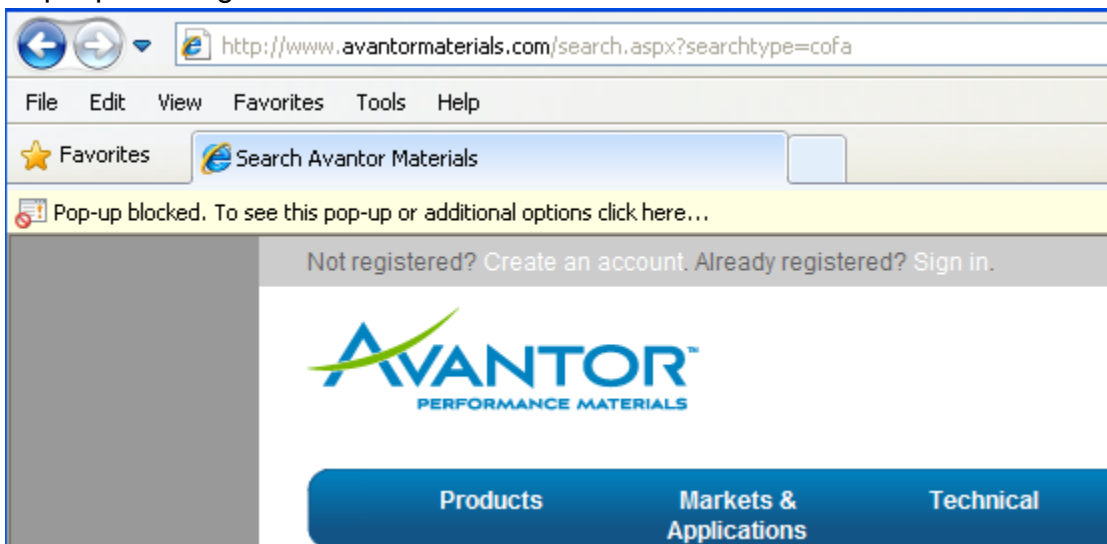 http://www.avantormaterials.com/search.aspx?searchtype=cofa
File Edit View Favorites Tools Help
Favorites Search Avantor Materials
Pop-up blocked. To see this pop-up or additional options click here...
Not registered? Create an account. Already registered? Sign in.
AVANTOR™
PERFORMANCE MATERIALS
Products Markets & Technical
Applications